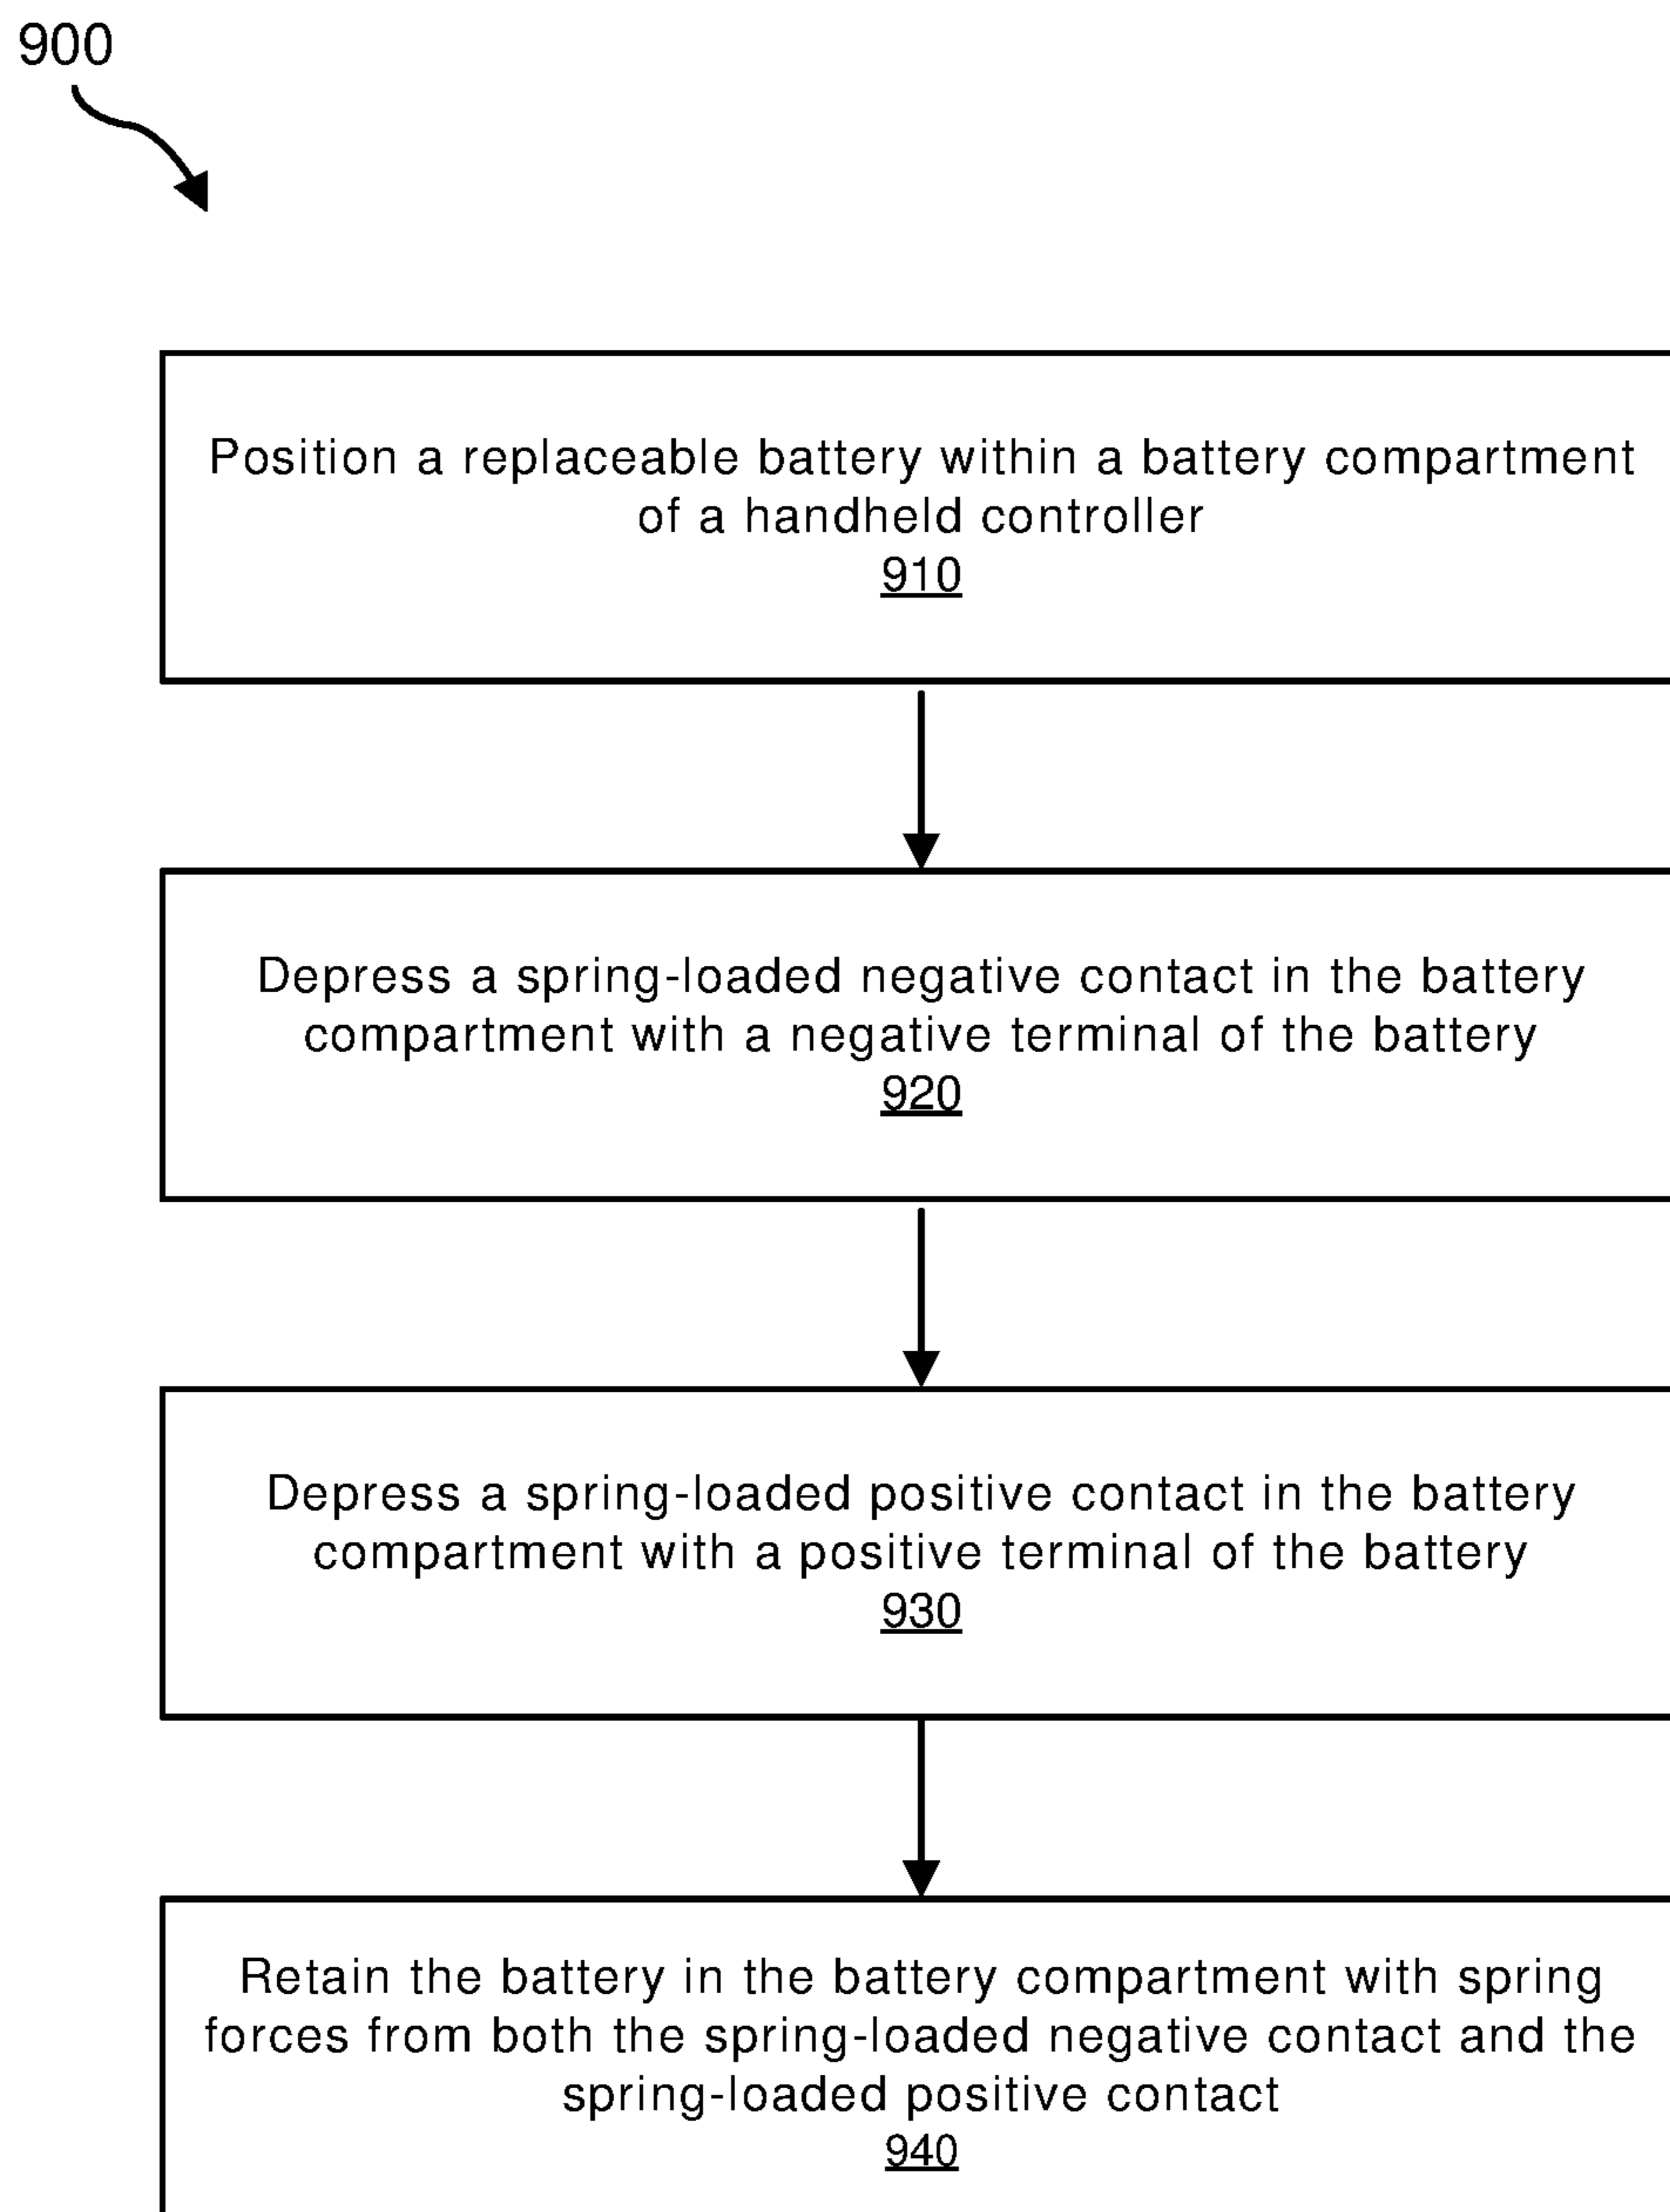 900
Position a replaceable battery within a battery compartment
of a handheld controller
910
Depress a spring-loaded negative contact in the battery
compartment with a negative terminal of the battery
920
Depress a spring-loaded positive contact in the battery
compartment with a positive terminal of the battery
930
Retain the battery in the battery compartment with spring
forces from both the spring-loaded negative contact and the
spring-loaded positive contact
940